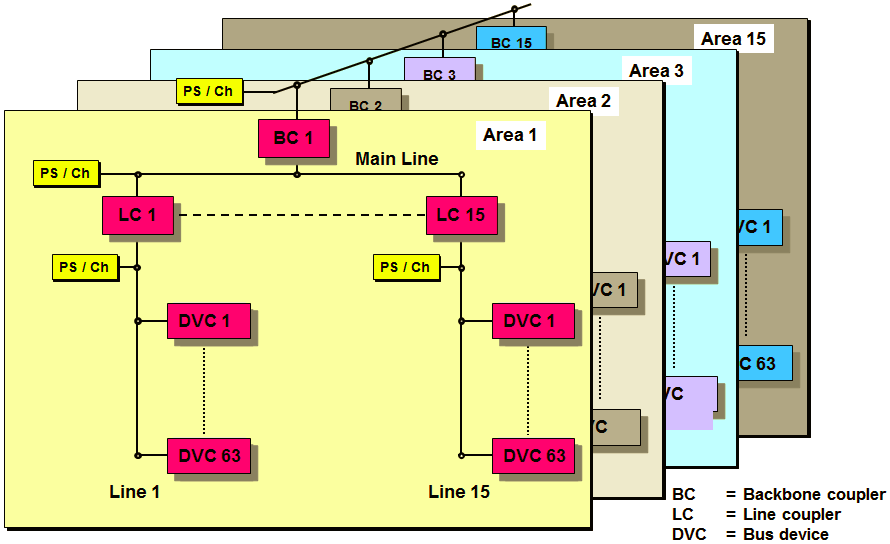 BC 15
Area 15
BC 3
Area 3
PS / Ch
BC 2
Area 2
BC 1
Area 1
Main Line
PS / Ch
LC 1
LC 15
PS / Ch
PS / Ch
DVC 1
DVC 1
VC 1
VC 1
VC 1
DVC 63
DVC 63
VC
VC
C 63
Line 1
Line 15
BC = Backbone coupler
LC = Line coupler
DVC = Bus device